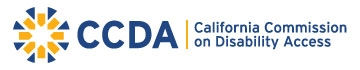 CCDA
California Commission
on Disability Access